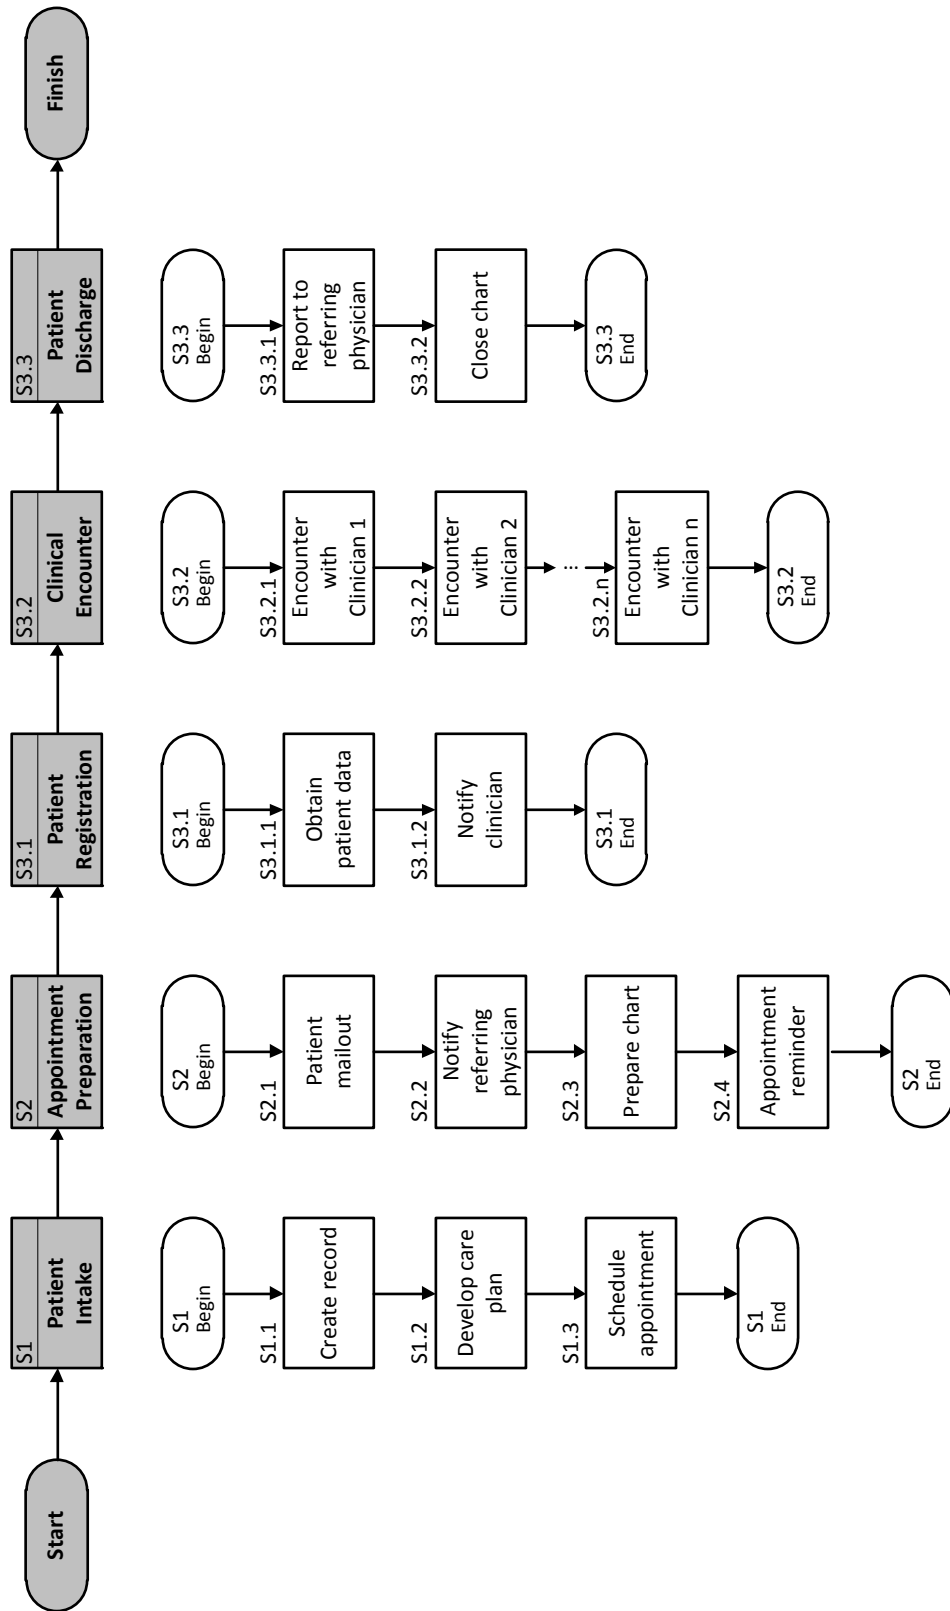 Start
S1
Patient
Intake
S2
Appointment
Preparation
S3.1
Patient
Registration
S3.2
Clinical
Encounter
S3.3
Patient
Discharge
Finish
S1
Begin
S1.1
Create record
S1.2
Develop care
plan
S1.3
Schedule
appointment
S1
End
S2
Begin
S2.1
Patient
mailout
S2.2
Notify
referring
physician
S2.3
Prepare chart
S2.4
Appointment
reminder
S2
End
S3.1
Begin
S3.1.1
Obtain
patient data
S3.1.2
Notify
clinician
S3.1
End
S3.2
Begin
S3.2.1
Encounter
with
Clinician 1
S3.2.2
Encounter
with
Clinician 2
...
S3.2.n
Encounter
with
Clinician n
S3.2
End
S3.3
Begin
S3.3.1
Report to
referring
physician
S3.3.2
Close chart
S3.3
End